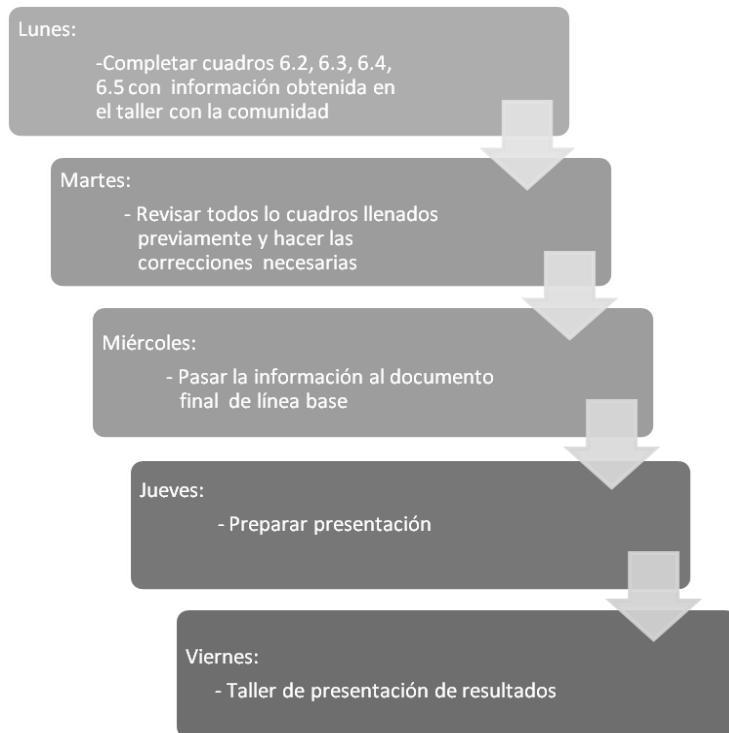 Lunes:
-Completar cuadros 6.2, 6.3, 6.4,
6.5 con información obtenida en
el taller con la comunidad
Martes:
- Revisar todos lo cuadros llenados
previamente y hacer las
correcciones necesarias
Miércoles:
- Pasar la información al documento
final de línea base
Jueves:
- Preparar presentación
Viernes:
- Taller de presentación de resultados